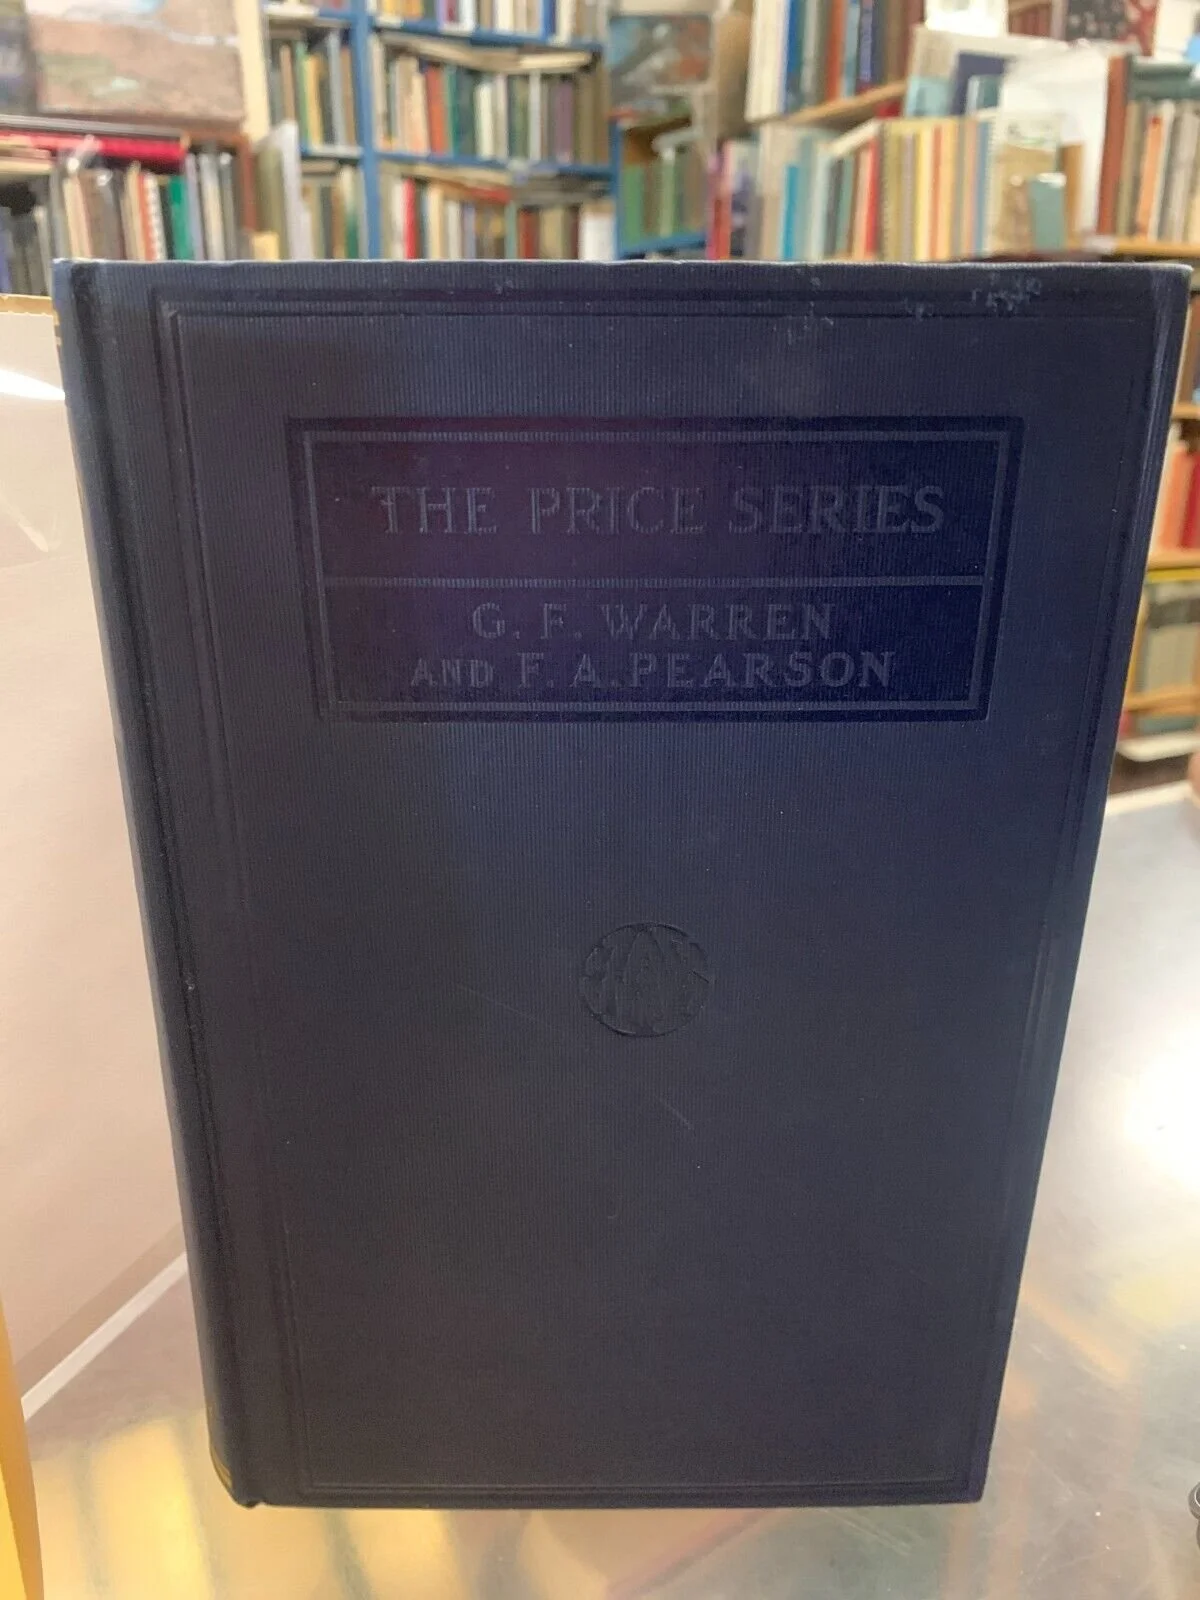 THE PRICE SERIES
G. F. WARREN
AND F. A. PEARSON